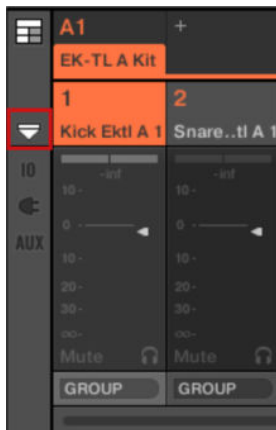 A1 +
EK-TL A Kit
1 2
Kick Ektl A 1 Snare..tl A 1
-inf -inf
10- 10-
0- 0-
10- 10-
20- 20-
30- 30-
∞- ∞-
Mute Mute
GROUP GROUP
IO
AUX